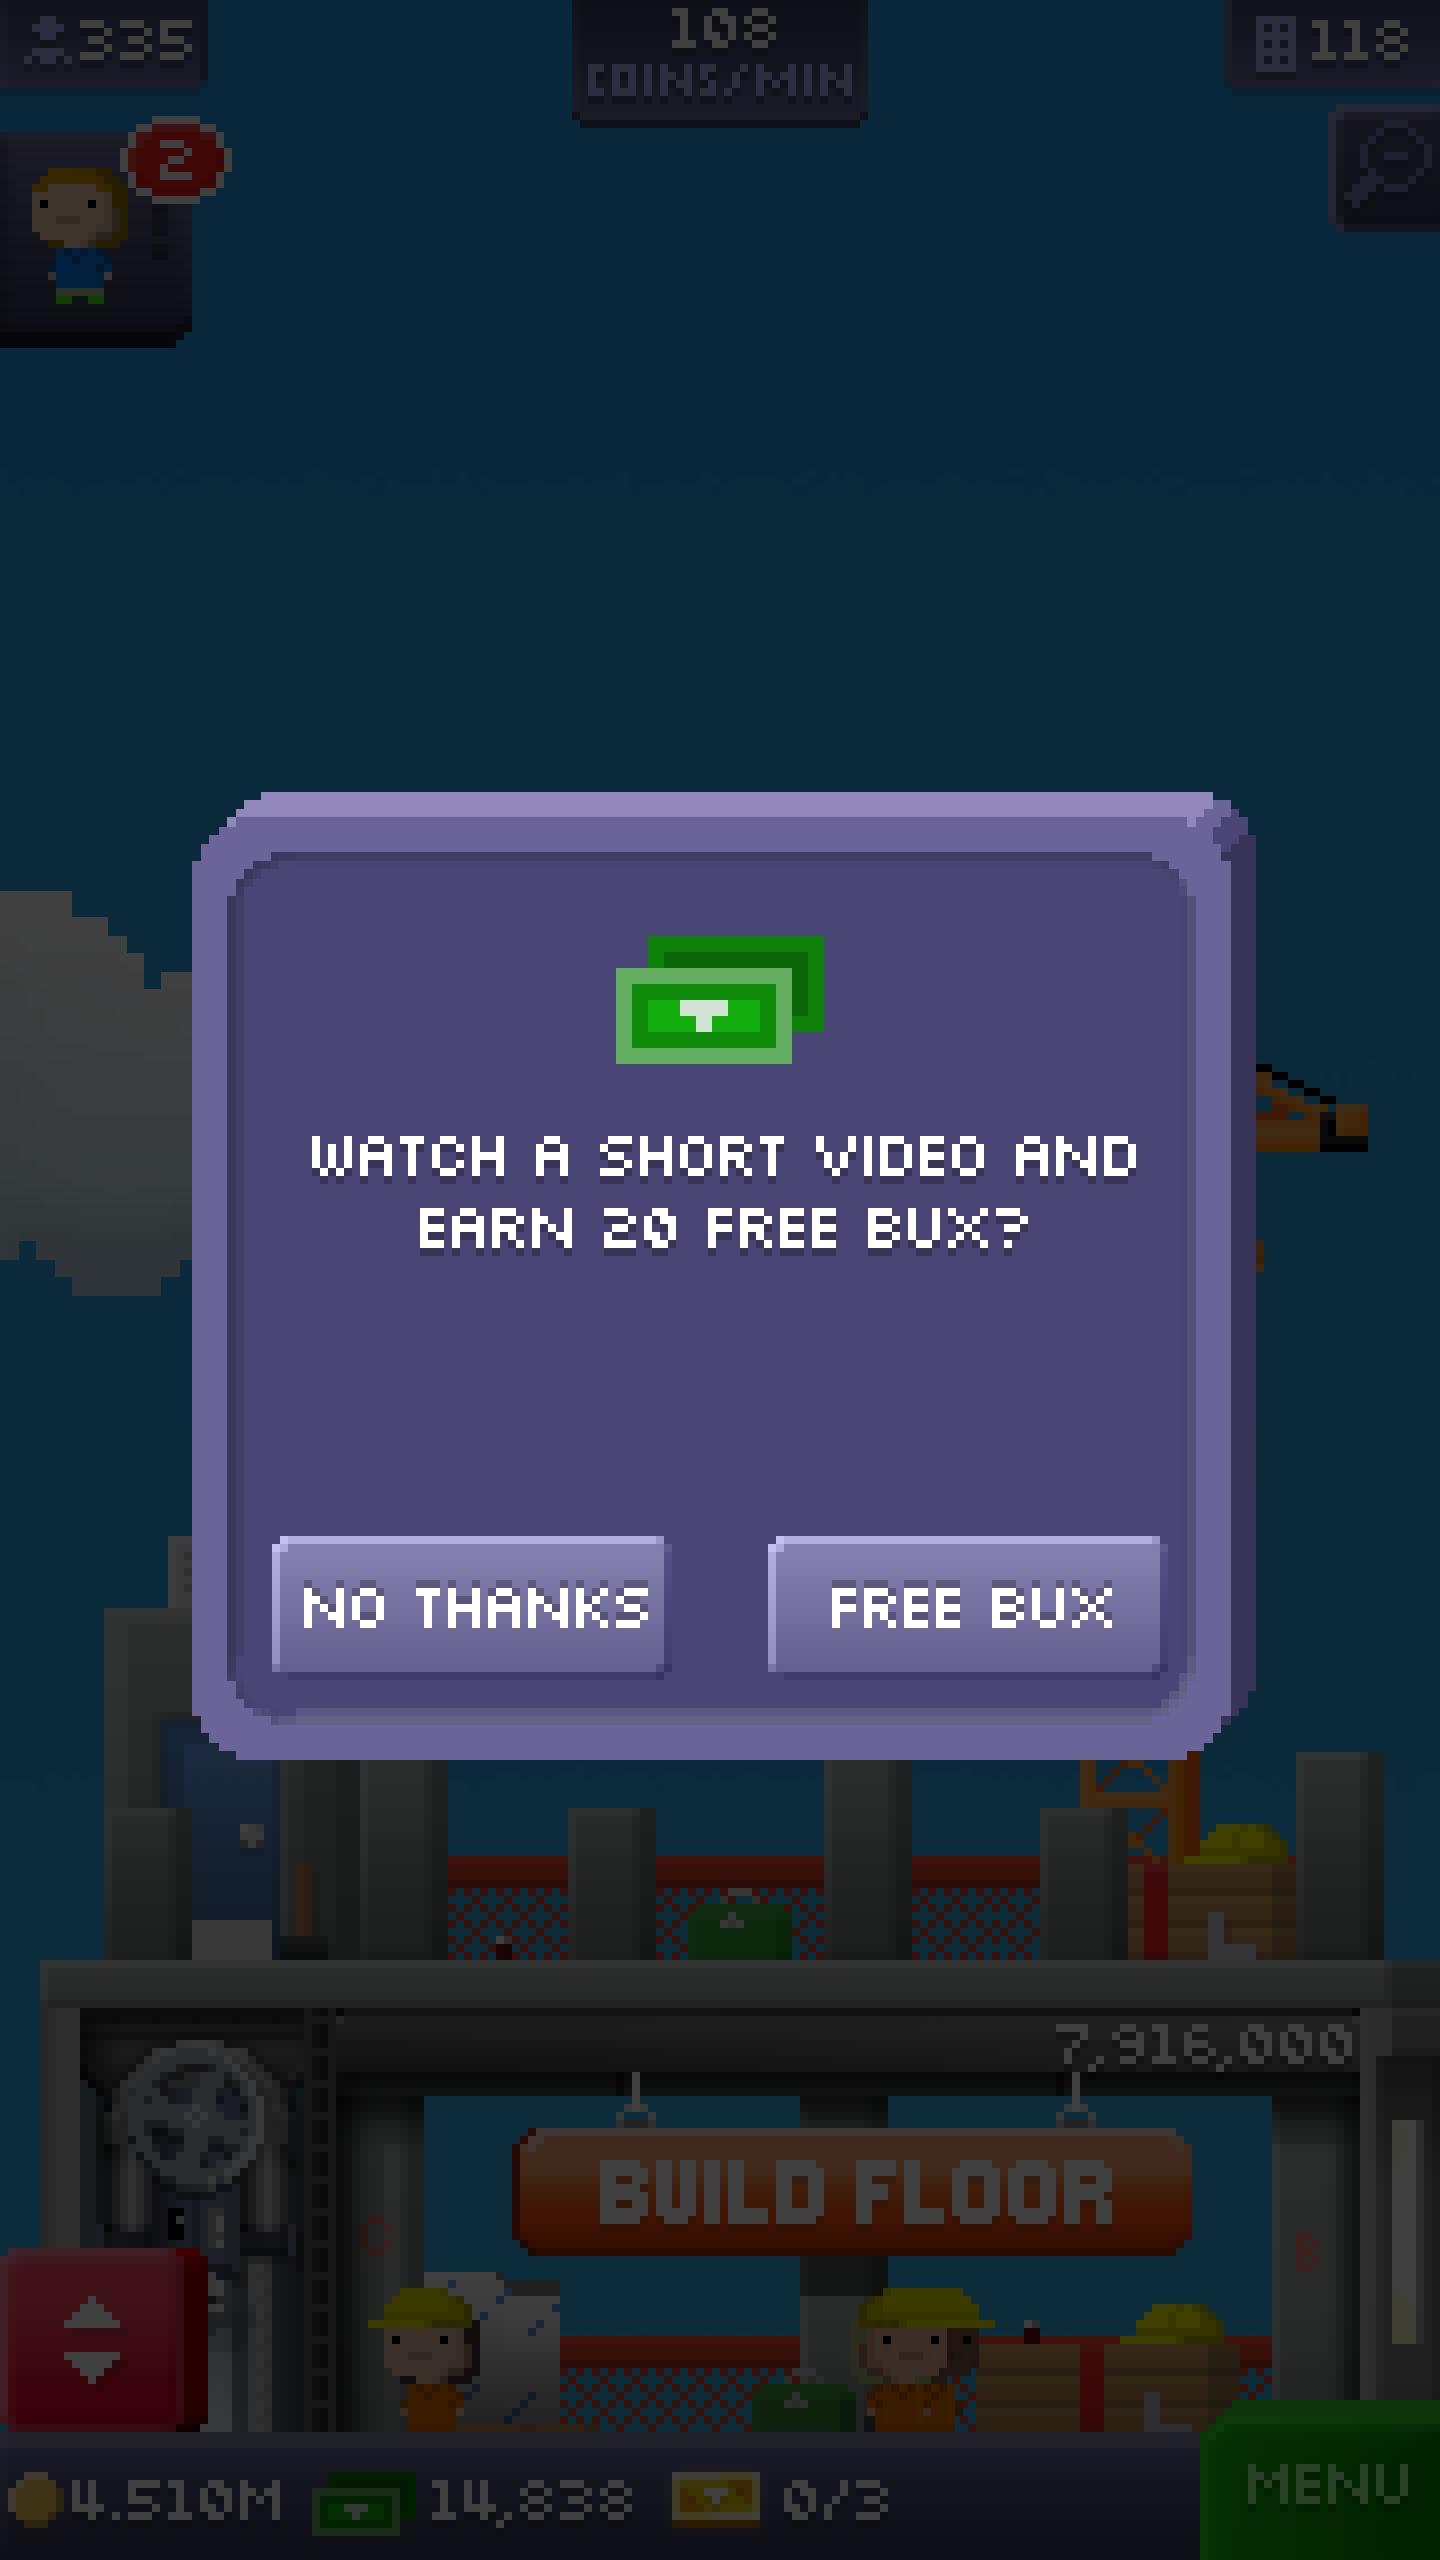 335
108
COINS/MIN
118
2
WATCH A SHORT VIDEO AND
EARN 20 FREE BUX?
NO THANKS
FREE BUX
7,916,000
BUILD FLOOR
C
B
4.510M
14,838
0/3
MENU